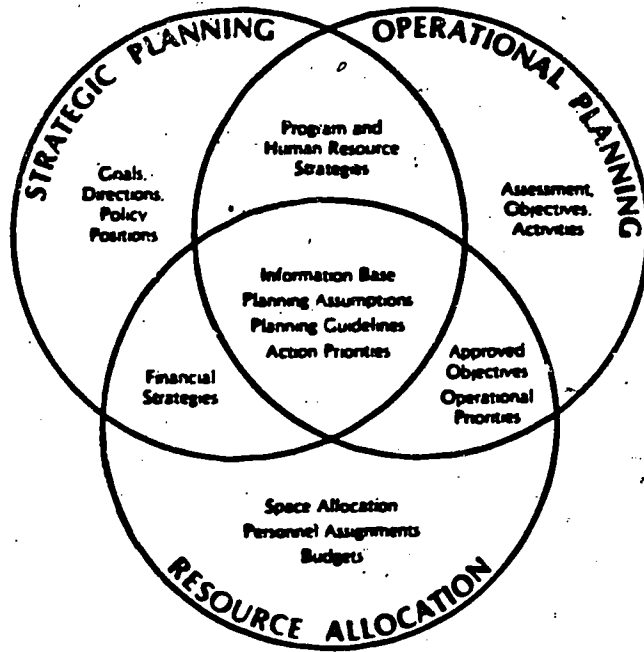 STRATEGIC PLANNING
OPERATIONAL PLANNING
Program and
Human Resource
Strategies
Goals,
Directions,
Policy
Positions
Assessment,
Objectives,
Activities
Information Base
Planning Assumptions
Planning Guidelines
Action Priorities
Financial
Strategies
Approved
Objectives
Operational
Priorities
Space Allocation
Personnel Assignments
Budgets
RESOURCE ALLOCATION